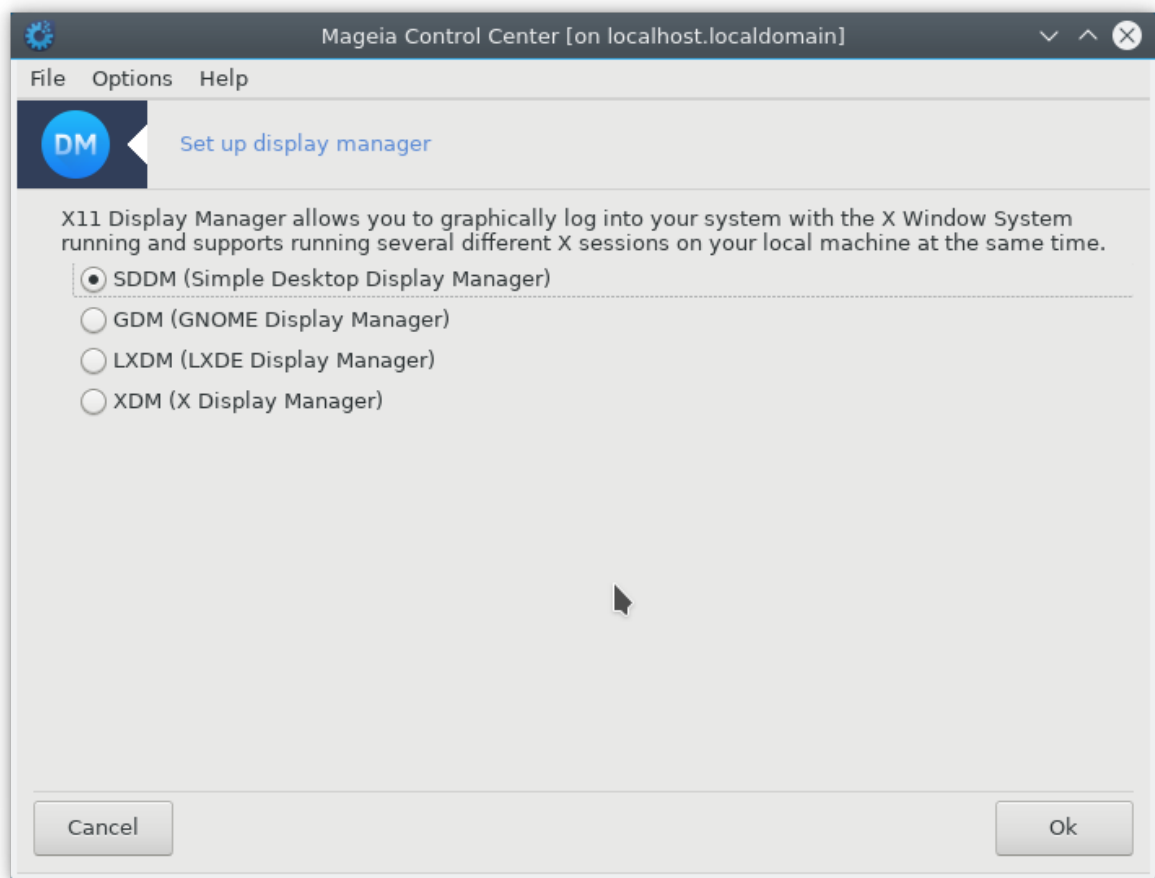 Mageia Control Center [on localhost.localdomain]
File Options Help
DM
Set up display manager
X11 Display Manager allows you to graphically log into your system with the X Window System
running and supports running several different X sessions on your local machine at the same time.
SDDM (Simple Desktop Display Manager)
GDM (GNOME Display Manager)
LXDM (LXDE Display Manager)
XDM (X Display Manager)
Cancel Ok